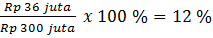 Rp 36 juta
Rp 300 juta x 100 % = 12 %